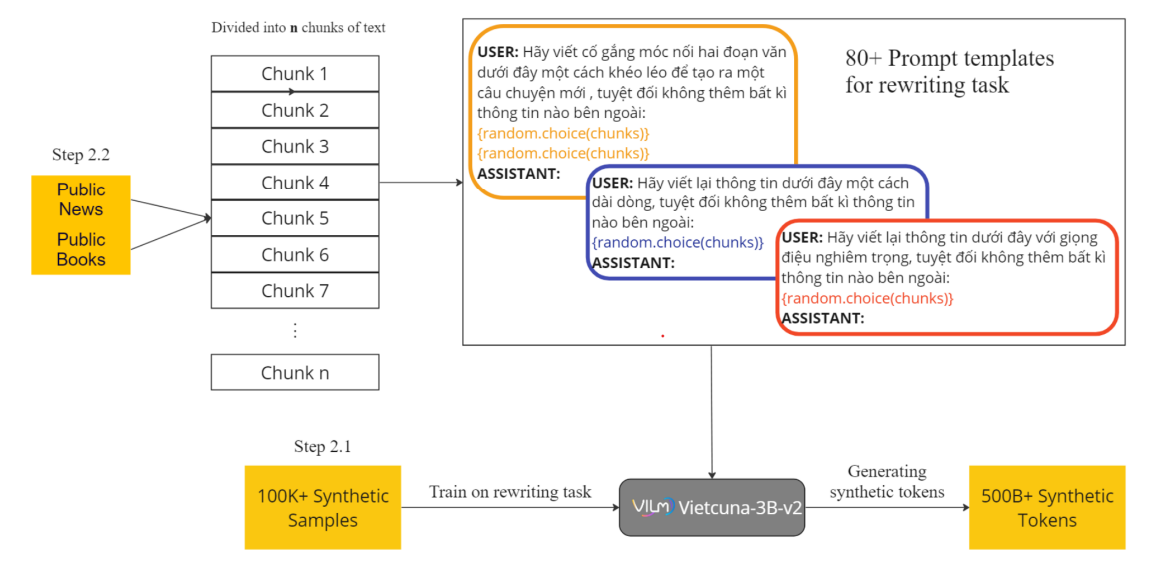 Divided into n chunks of text
Chunk 1
Chunk 2
Chunk 3
Chunk 4
Chunk 5
Chunk 6
Chunk 7
⋮
Chunk n
Step 2.2
Public
News
Public
Books
80+ Prompt templates
for rewriting task
USER: Hãy viết cố gắng móc nối hai đoạn văn
dưới đây một cách khéo léo để tạo ra một
câu chuyện mới , tuyệt đối không thêm bất kì
thông tin nào bên ngoài:
{random.choice(chunks)}
{random.choice(chunks)}
ASSISTANT:
USER: Hãy viết lại thông tin dưới đây một cách
dài dòng, tuyệt đối không thêm bất kì thông tin
nào bên ngoài:
{random.choice(chunks)}
ASSISTANT:
USER: Hãy viết lại thông tin dưới đây với giọng
điệu nghiêm trọng, tuyệt đối không thêm bất kì
thông tin nào bên ngoài:
{random.choice(chunks)}
ASSISTANT:
Step 2.1
100K+ Synthetic
Samples
Train on rewriting task
VILM Vietcuna-3B-v2
Generating
synthetic tokens
500B+ Synthetic
Tokens